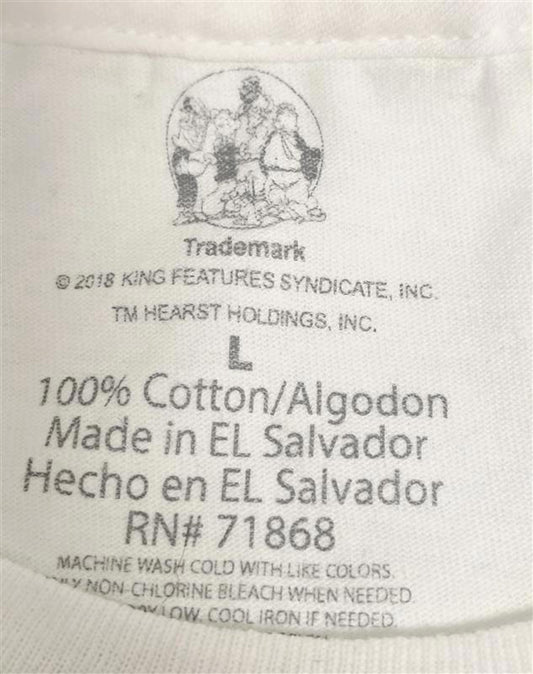 Trademark
© 2018 KING FEATURES SYNDICATE, INC.
TM HEARST HOLDINGS, INC.
L
100% Cotton/Algodon
Made in EL Salvador
Hecho en EL Salvador
RN# 71868
MACHINE WASH COLD WITH LIKE COLORS.
NON-CHLORINE BLEACH WHEN NEEDED.
LOW. COOL IRON IF NEEDED.